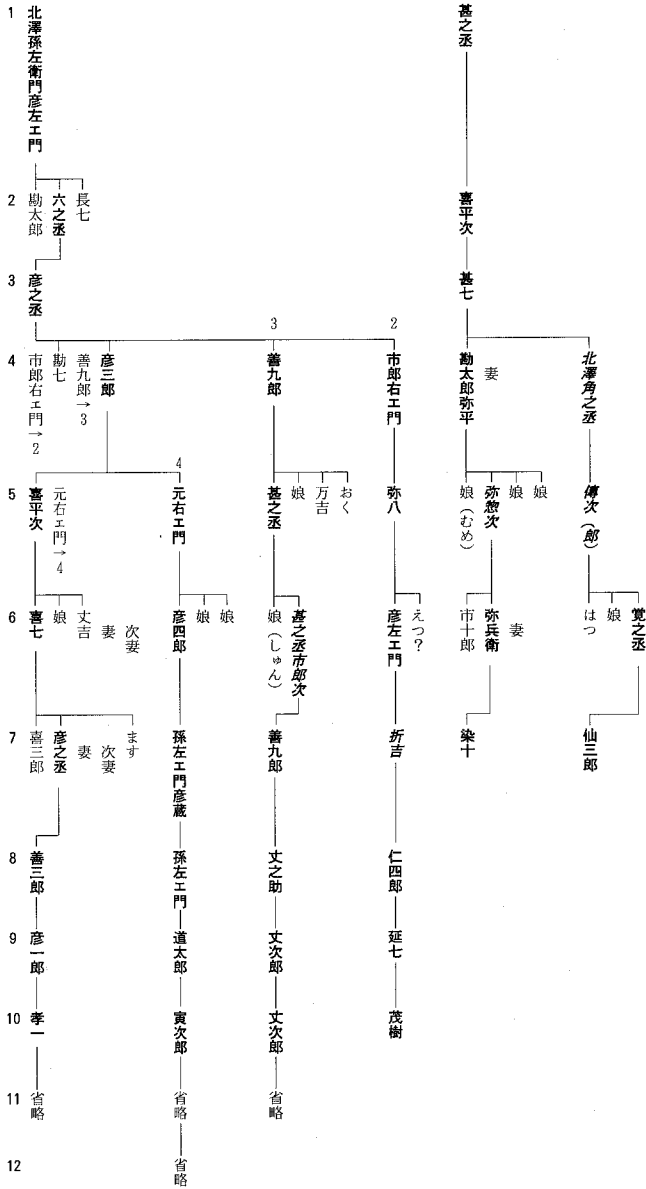 1
北澤孫左衛門彦左エ門
甚之丞
2
勘太郎
六之丞
長七
喜平次
3
彦之丞
甚七
3
2
4
市郎右エ門→2
勘七
善九郎→3
彦三郎
善九郎
市郎右エ門
勘太郎弥平
妻
北澤角之丞
4
5
喜平次
元右エ門→4
元右エ門
甚之丞
娘
万吉
おく
弥八
娘(むめ)
弥惣次
娘
娘
傳次(郎)
6
喜七
娘
丈吉
妻
次妻
彦四郎
娘
娘
娘(しゅん)
甚之丞市郎次
彦左エ門
えつ?
市十郎
弥兵衛
妻
はつ
娘
覚之丞
7
喜三郎
彦之丞
妻
次妻
ます
孫左エ門彦蔵
善九郎
折吉
染十
仙三郎
8
善三郎
孫左エ門
丈之助
仁四郎
9
彦一郎
道太郎
丈次郎
延七
10
孝一
寅次郎
丈次郎
茂樹
11
省略
省略
省略
12
省略